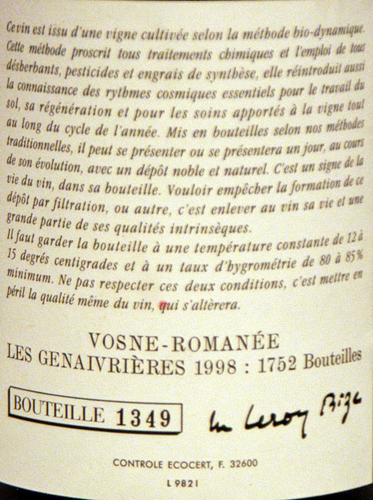 Ce vin est issu d'une vigne cultivée selon la méthode bio-dynamique.
Cette méthode proscrit tous traitements chimiques et l'emploi de tous
désherbants, pesticides et engrais de synthèse, elle réintroduit aussi
la connaissance des rythmes cosmiques essentiels pour le travail du
sol, sa régénération et pour les soins apportés à la vigne tout
au long du cycle de l'année. Mis en bouteilles selon nos méthodes
traditionnelles, il peut se présenter ou se présentera un jour, au cours
de son évolution, avec un dépôt noble et naturel. C'est un signe de la
vie du vin, dans sa bouteille. Vouloir empêcher la formation de ce
dépôt par filtration, ou autre, c'est enlever au vin sa vie et une
grande partie de ses qualités intrinsèques.
Il faut garder la bouteille à une température constante de 12 à
15 degrés centigrades et à un taux d'hygrométrie de 80 à 85 %
minimum. Ne pas respecter ces deux conditions, c'est mettre en
péril la qualité même du vin, qui s'altèrera.
VOSNE-ROMANÉE
LES GENAIVRIÈRES 1998 : 1752 Bouteilles
BOUTEILLE 1349
Leroy Bize
CONTROLE ECOCERT, F. 32600
L 9821